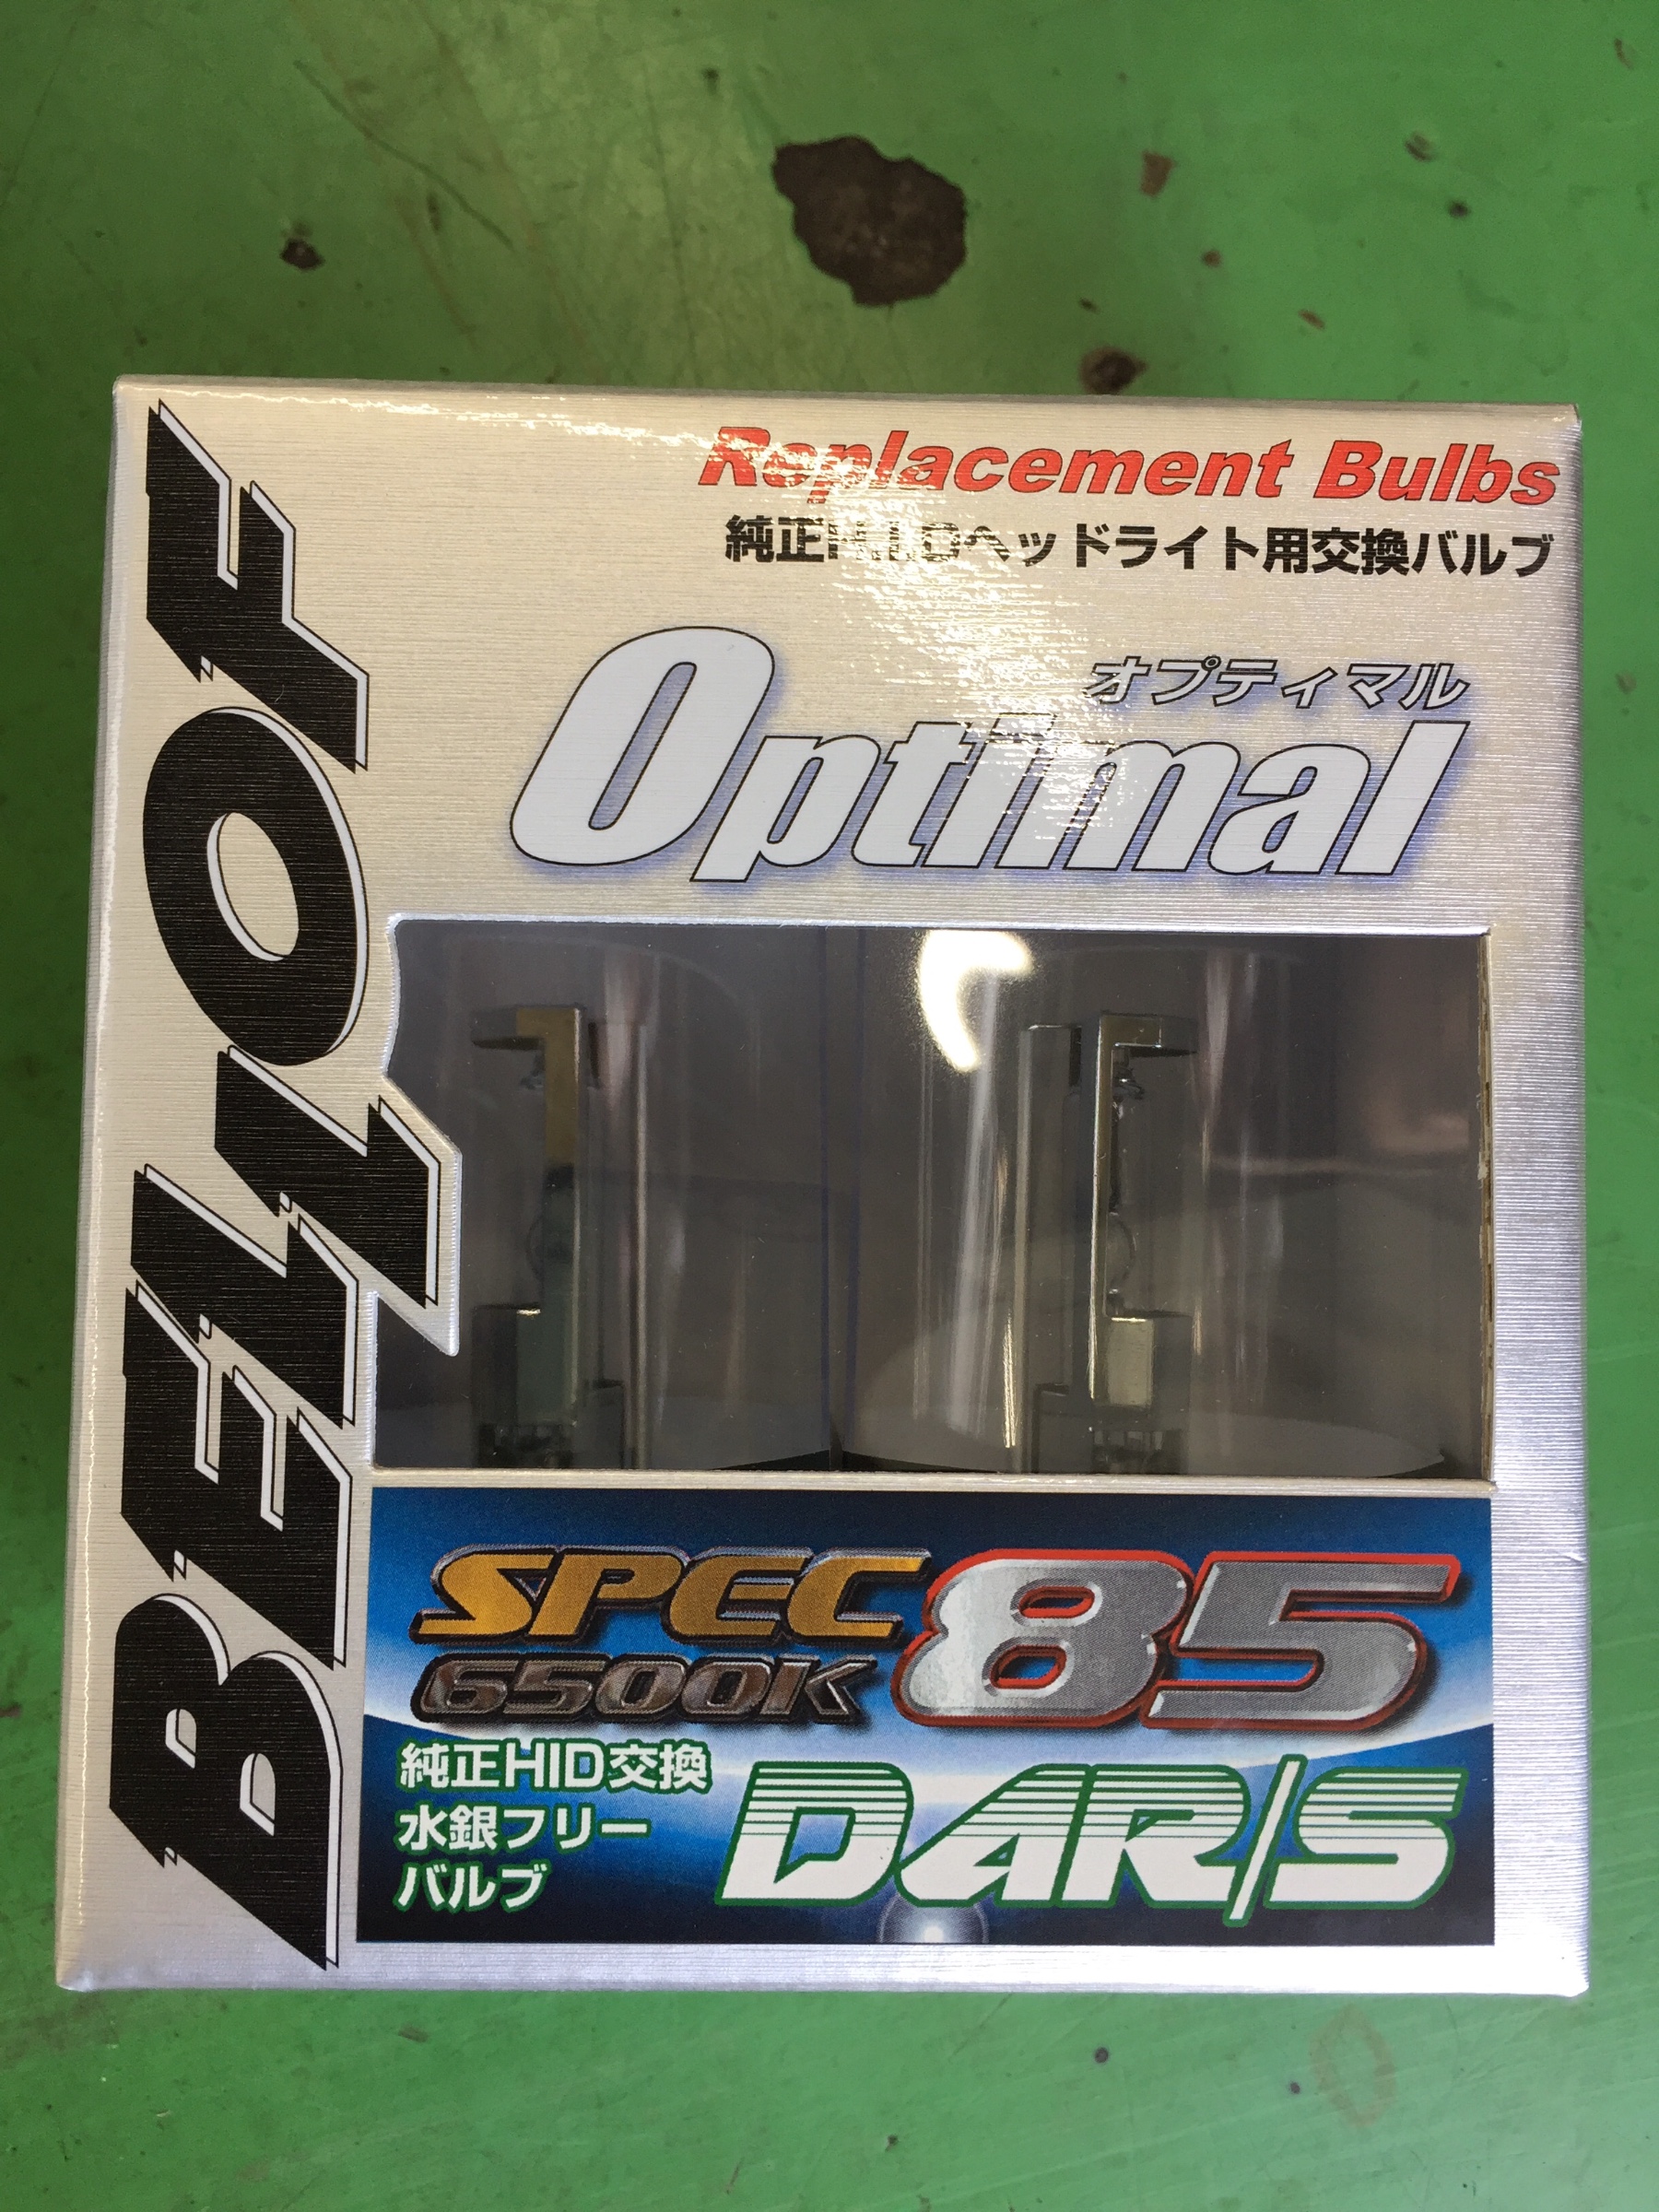 BELLOF
Replacement Bulbs
純正HIDヘッドライト用交換バルブ
オプティマル
Optimal
SPEC 85
6500K
純正HID交換
水銀フリー
バルブ
DAR/S